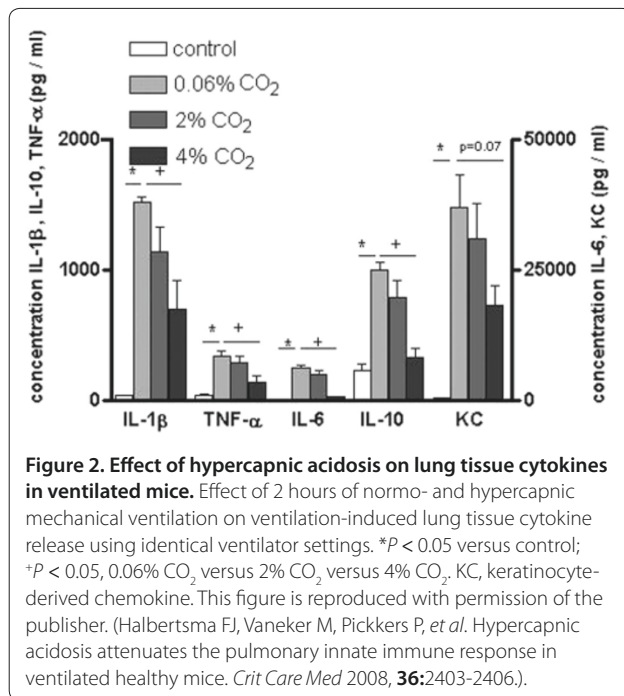 control
0.06% CO₂
2% CO₂
4% CO₂
concentration IL-1β, IL-10, TNF-α (pg / ml)
2000
1000
0
* +
* +
* +
* +
* p=0.07
50000
25000
0
concentration IL-6, KC (pg / ml)
IL-1β TNF-α IL-6 IL-10 KC
Figure 2. Effect of hypercapnic acidosis on lung tissue cytokines
in ventilated mice. Effect of 2 hours of normo- and hypercapnic
mechanical ventilation on ventilation-induced lung tissue cytokine
release using identical ventilator settings. *P < 0.05 versus control;
⁺P < 0.05, 0.06% CO₂ versus 2% CO₂ versus 4% CO₂. KC, keratinocyte-
derived chemokine. This figure is reproduced with permission of the
publisher. (Halbertsma FJ, Vaneker M, Pickkers P, et al. Hypercapnic
acidosis attenuates the pulmonary innate immune response in
ventilated healthy mice. Crit Care Med 2008, 36:2403-2406.).